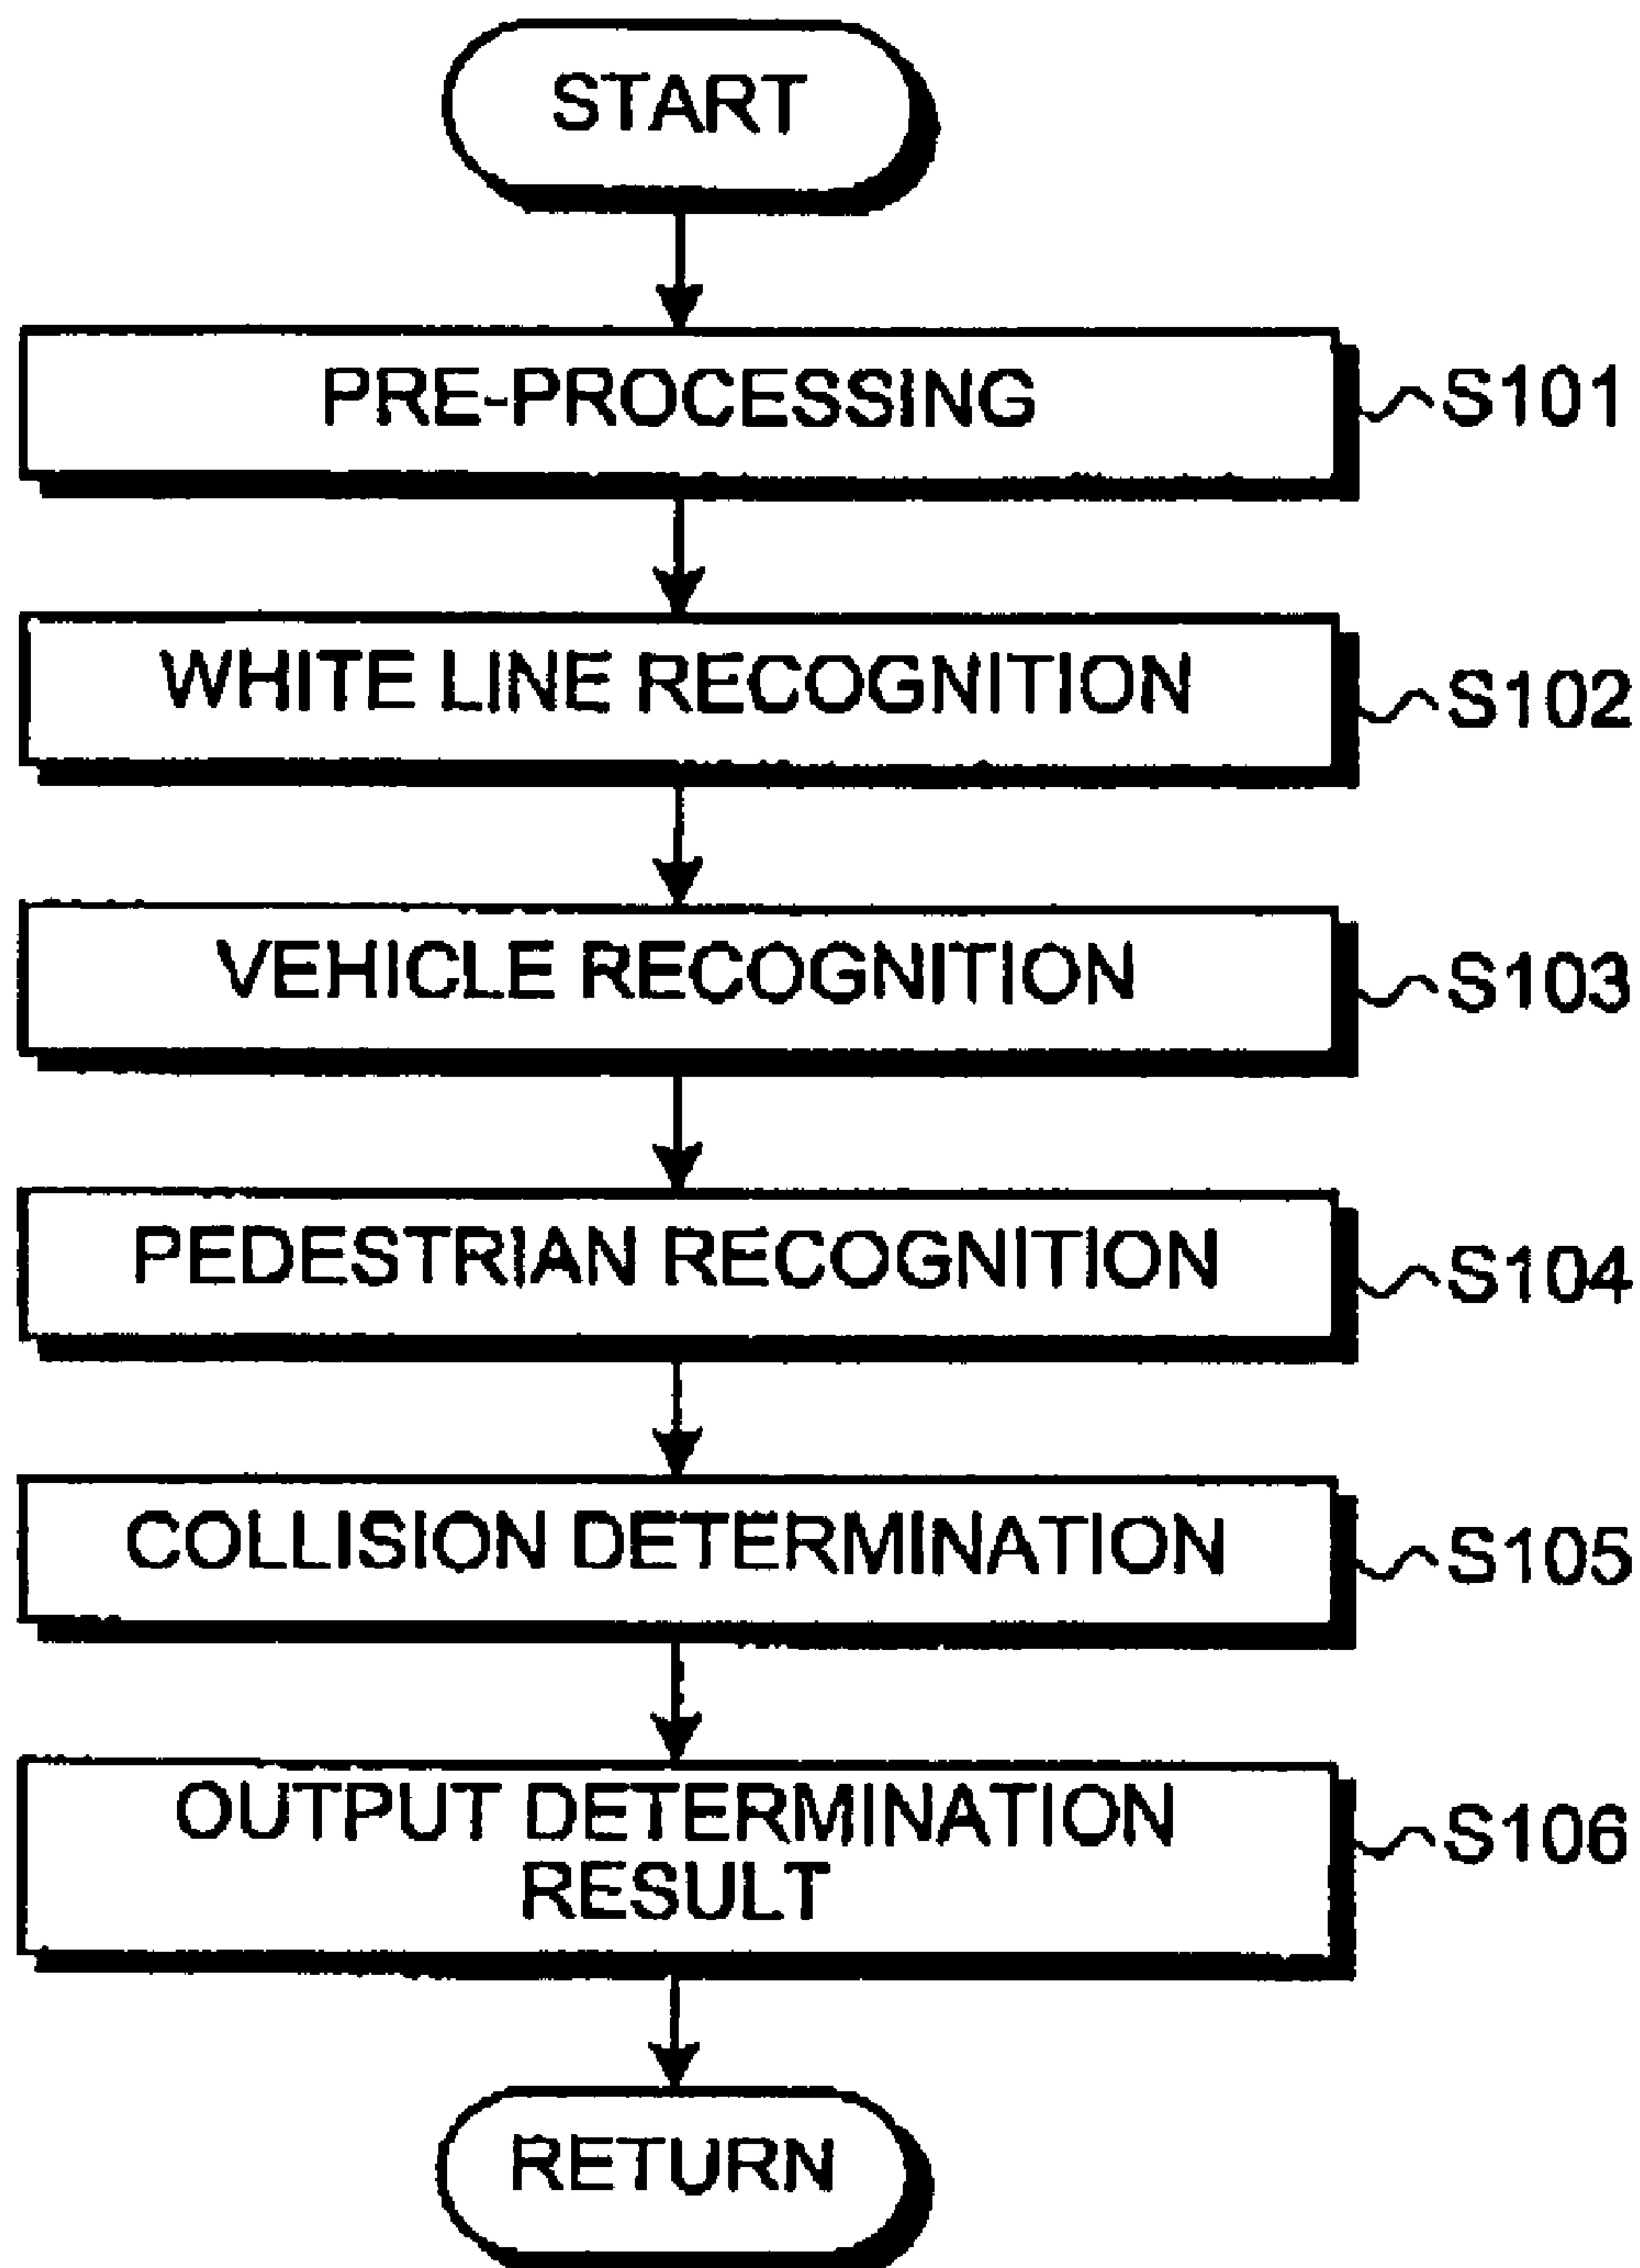 START
PRE-PROCESSING
S101
WHITE LINE RECOGNITION
S102
VEHICLE RECOGNITION
S103
PEDESTRIAN RECOGNITION
S104
COLLISION DETERMINATION
S105
OUTPUT DETERMINATION
RESULT
S106
RETURN